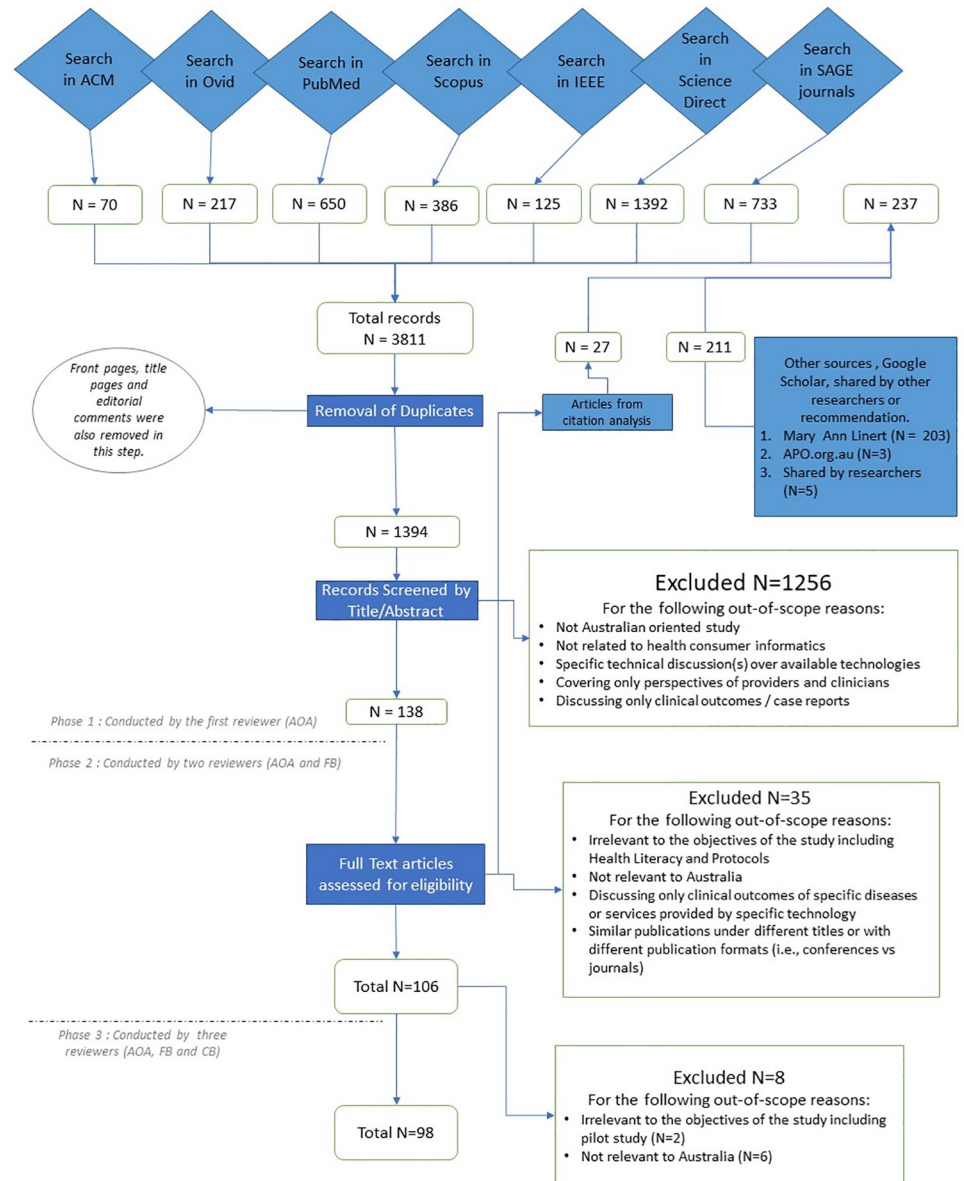 Search
in ACM
Search
in Ovid
Search
in
PubMed
Search
in
Scopus
Search
in IEEE
Search
in
Science
Direct
Search
in SAGE
journals
N = 70
N = 217
N = 650
N = 386
N = 125
N = 1392
N = 733
N = 237
Total records
N = 3811
N = 27
N = 211
Front pages, title
pages and
editorial
comments were
also removed in
this step.
Removal of Duplicates
Articles from
citation analysis
Other sources , Google
Scholar, shared by other
researchers or
recommendation.
1. Mary Ann Linert (N = 203)
2. APO.org.au (N=3)
3. Shared by researchers
(N=5)
N = 1394
Records Screened by
Title/Abstract
Excluded N=1256
For the following out-of-scope reasons:
• Not Australian oriented study
• Not related to health consumer informatics
• Specific technical discussion(s) over available technologies
• Covering only perspectives of providers and clinicians
• Discussing only clinical outcomes / case reports
N = 138
Phase 1 : Conducted by the first reviewer (AOA)
Phase 2 : Conducted by two reviewers (AOA and FB)
Full Text articles
assessed for eligibility
Excluded N=35
For the following out-of-scope reasons:
• Irrelevant to the objectives of the study including
Health Literacy and Protocols
• Not relevant to Australia
• Discussing only clinical outcomes of specific diseases
or services provided by specific technology
• Similar publications under different titles or with
different publication formats (i.e., conferences vs
journals)
Total N=106
Phase 3 : Conducted by three
reviewers (AOA, FB and CB)
Excluded N=8
For the following out-of-scope reasons:
• Irrelevant to the objectives of the study including
pilot study (N=2)
• Not relevant to Australia (N=6)
Total N=98